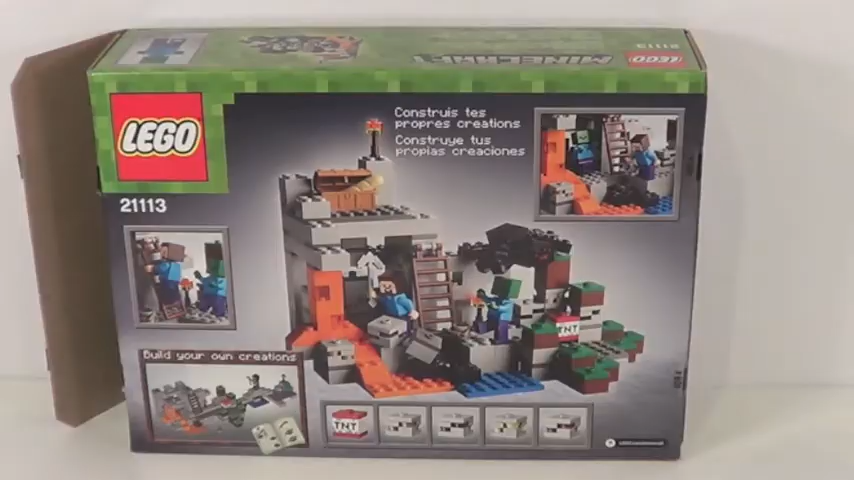 LEGO
MINECRAFT
21113
LEGO
21113
Construis tes
propres créations
Construye tus
propias creaciones
TNT
Build your own creations
TNT